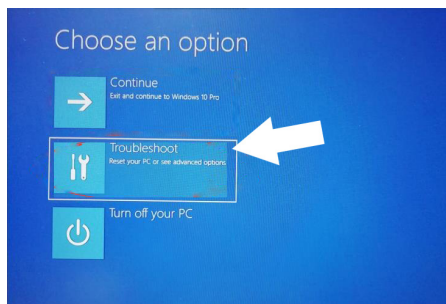 Choose an option
Continue
Exit and continue to Windows 10 Pro
Troubleshoot
Reset your PC or see advanced options
Turn off your PC